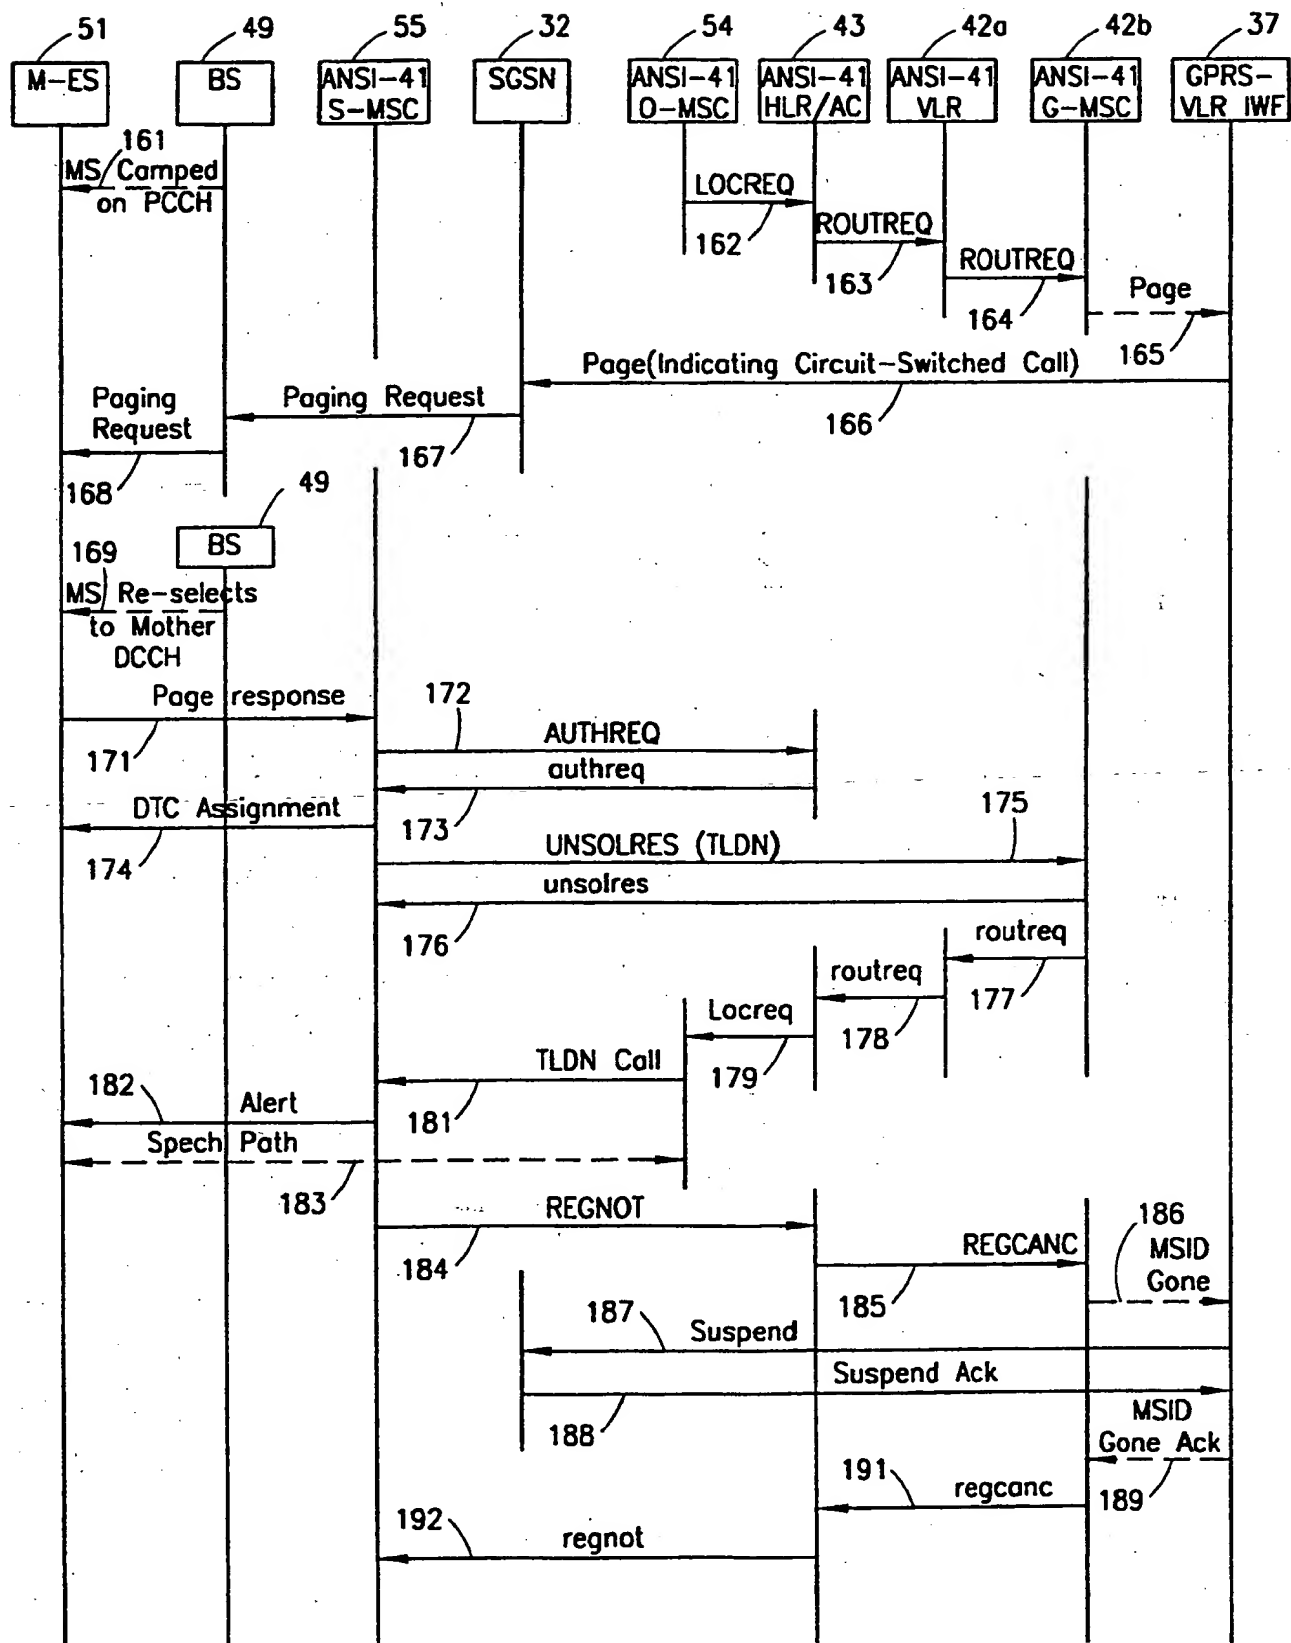 51 49 55 32 54 43 42a 42b 37
M-ES BS ANSI-41 SGSN ANSI-41 ANSI-41 ANSI-41 ANSI-41 GPRS-
S-MSC O-MSC HLR/AC VLR G-MSC VLR IWF
161
MS Camped
on PCCH
LOCREQ
162
ROUTREQ
163
ROUTREQ
164
Page
165
Page(Indicating Circuit-Switched Call)
166
Paging Request
167
Paging
Request
168
49
BS
169
MS Re-selects
to Mother
DCCH
Page response
171
172
AUTHREQ
authreq
173
DTC Assignment
174
175
UNSOLRES (TLDN)
unsolres
176
routreq
177
routreq
178
Locreq
179
TLDN Call
181
182
Alert
Spech Path
183
REGNOT
184
REGCANC
185
186
MSID
Gone
187
Suspend
Suspend Ack
188
MSID
Gone Ack
189
191
regcanc
192
regnot